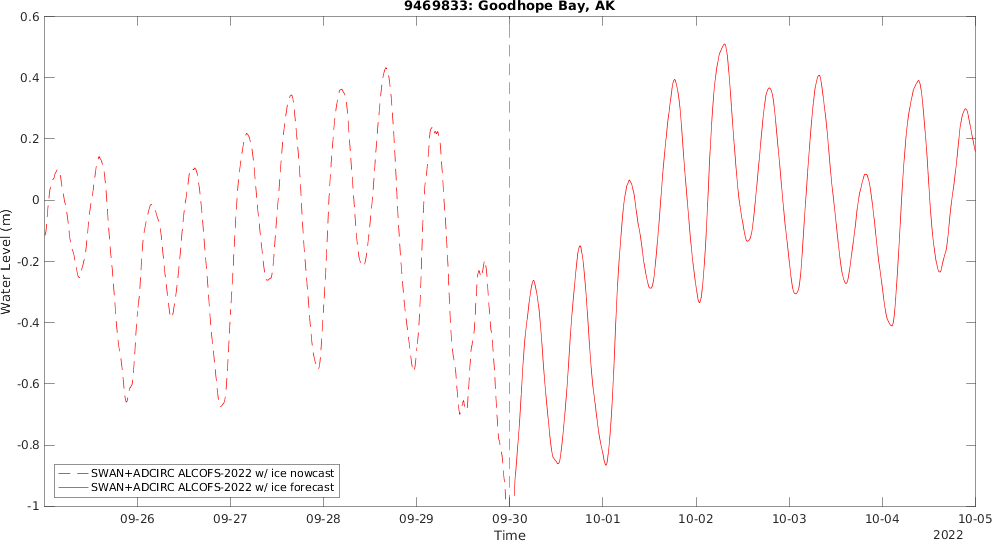 9469833: Goodhope Bay, AK
0.6
0.4
0.2
0
-0.2
-0.4
-0.6
-0.8
-1
Water Level (m)
SWAN+ADCIRC ALCOFS-2022 w/ ice nowcast
SWAN+ADCIRC ALCOFS-2022 w/ ice forecast
09-26 09-27 09-28 09-29 09-30 10-01 10-02 10-03 10-04 10-05
Time
2022